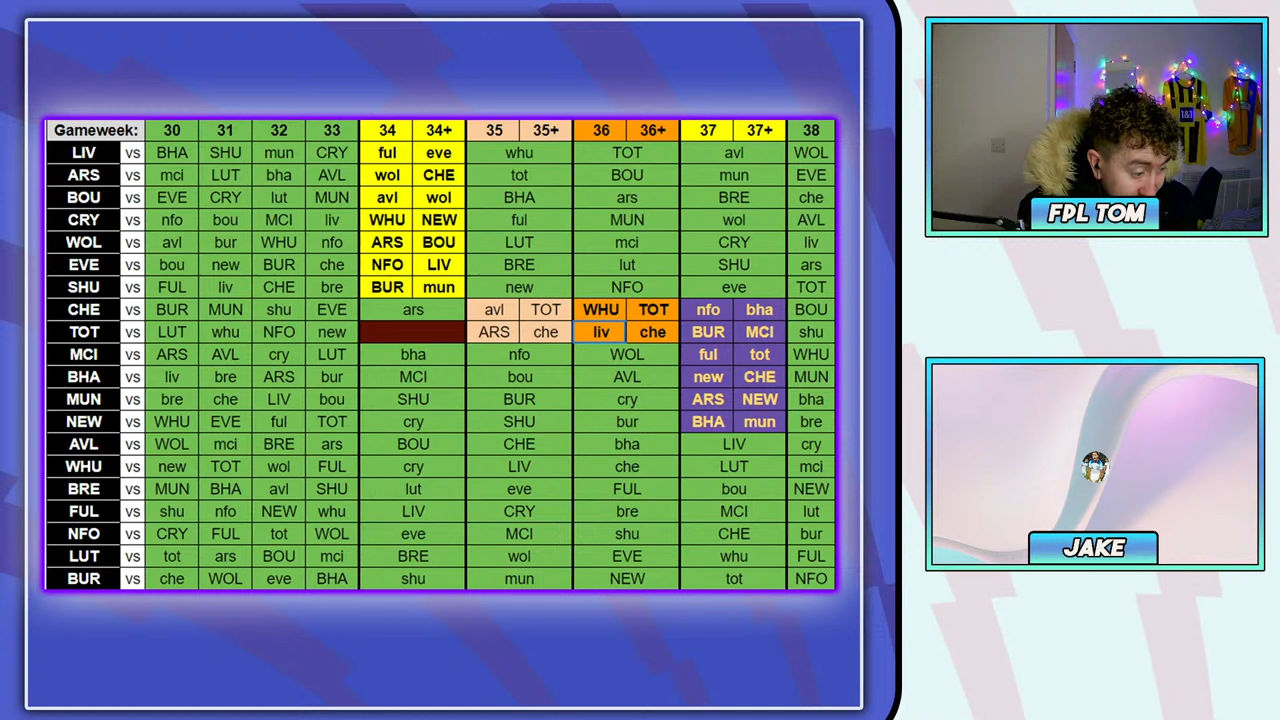 Gameweek: 30 31 32 33 34 34+ 35 35+ 36 36+ 37 37+ 38
LIV vs BHA SHU mun CRY ful eve whu TOT avl WOL
ARS vs mci LUT bha AVL wol CHE tot BOU mun EVE
BOU vs EVE CRY lut MUN avl wol BHA ars BRE che
CRY vs nfo bou MCI liv WHU NEW ful MUN wol AVL
WOL vs avl bur WHU nfo ARS BOU LUT mci CRY liv
EVE vs bou new BUR che NFO LIV BRE lut SHU ars
SHU vs FUL liv CHE bre BUR mun new NFO eve TOT
CHE vs BUR MUN shu EVE ars avl TOT WHU TOT nfo bha BOU
TOT vs LUT whu NFO new ARS che liv che BUR MCI shu
MCI vs ARS AVL cry LUT bha nfo WOL ful tot WHU
BHA vs liv bre ARS bur MCI bou AVL new CHE MUN
MUN vs bre che LIV bou SHU BUR cry ARS NEW bha
NEW vs WHU EVE ful TOT cry SHU bur BHA mun bre
AVL vs WOL mci BRE ars BOU CHE bha LIV cry
WHU vs new TOT wol FUL cry LIV che LUT mci
BRE vs MUN BHA avl SHU lut eve FUL bou NEW
FUL vs shu nfo NEW whu LIV CRY bre MCI lut
NFO vs CRY FUL tot WOL eve MCI shu CHE bur
LUT vs tot ars BOU mci BRE wol EVE whu FUL
BUR vs che WOL eve BHA shu mun NEW tot NFO
FPL TOM
JAKE